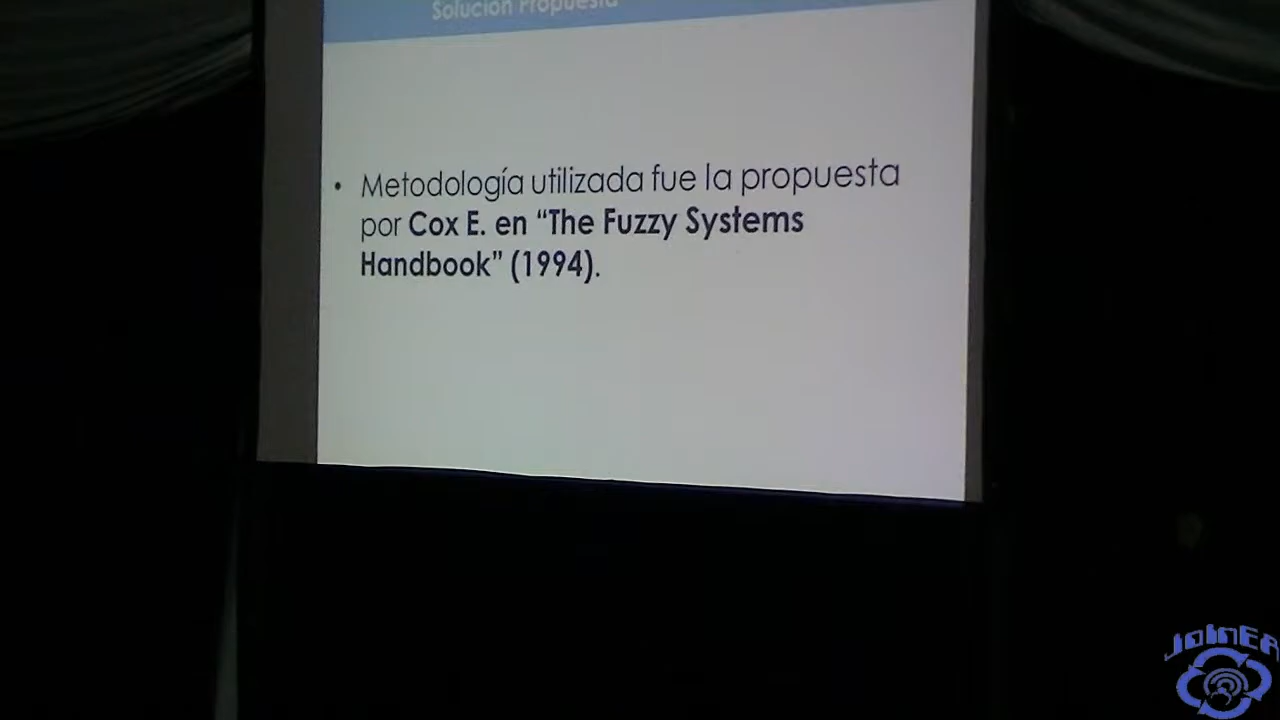 Solución Propuesta
• Metodología utilizada fue la propuesta
por Cox E. en “The Fuzzy Systems
Handbook” (1994).
JoinEA